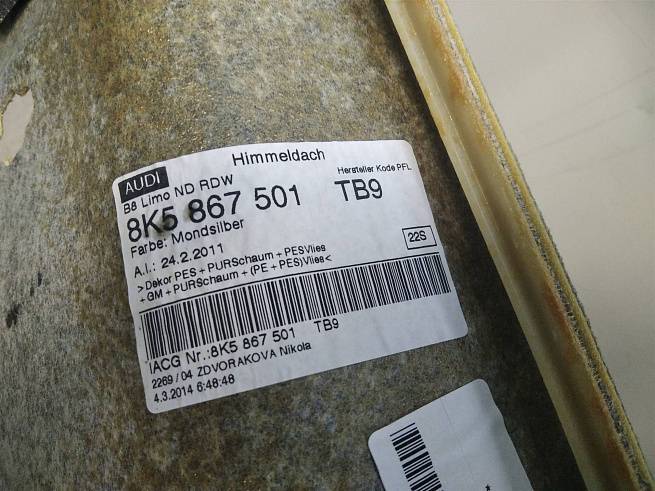 Himmeldach
AUDI
Hersteller Kode PFL
B8 Limo ND RDW
8K5 867 501 TB9
Farbe: Mondsilber
A.I.: 24.2.2011
22S
>Dekor PES + PURSchaum + PESVlies
+GM + PURSchaum + (PE + PES)Vlies<
IACG Nr.:8K5 867 501 TB9
2269 / 04 ZDVORAKOVA Nikola
4.3.2014 6:48:48